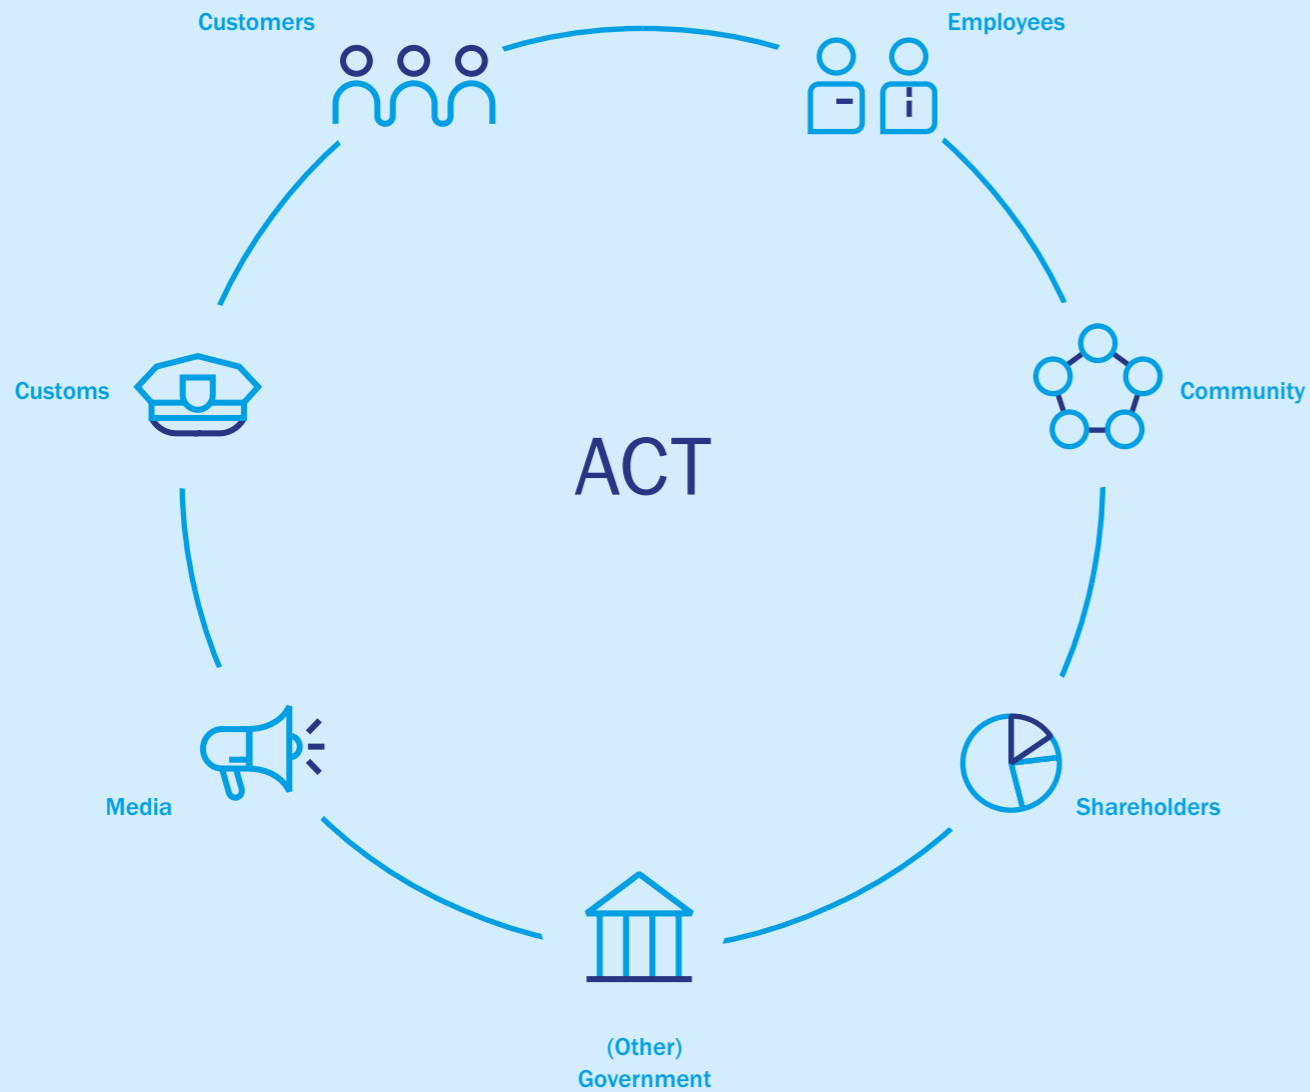 Customers
Employees
Customs
Community
ACT
Media
Shareholders
(Other)
Government